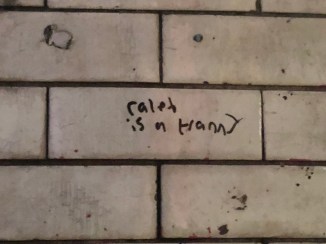 caleb
is a tranny